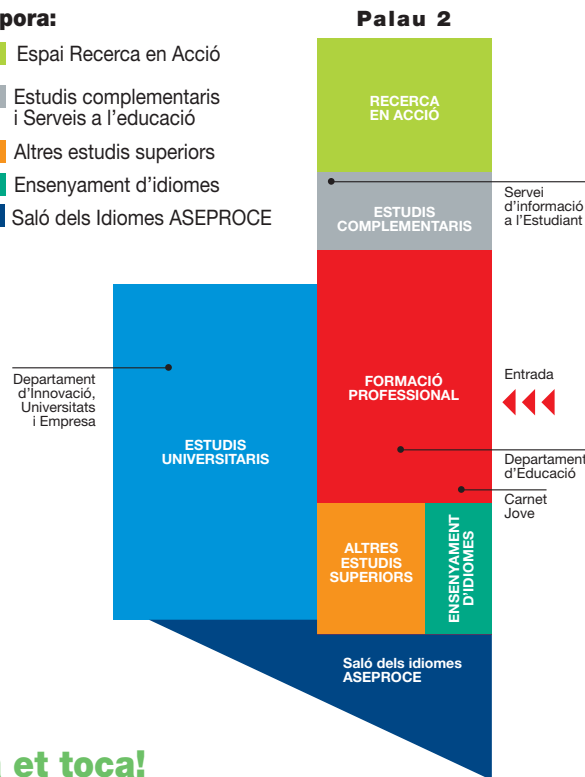 pora:
Espai Recerca en Acció
Estudis complementaris
i Serveis a l’educació
Altres estudis superiors
Ensenyament d’idiomes
Saló dels Idiomes ASEPROCE
Palau 2
RECERCA
EN ACCIÓ
ESTUDIS
COMPLEMENTARIS
Servei
d’informació
a l’Estudiant
FORMACIÓ
PROFESSIONAL
Entrada
Departament
d’Innovació,
Universitats
i Empresa
ESTUDIS
UNIVERSITARIS
Departament
d’Educació
Carnet
Jove
ALTRES
ESTUDIS
SUPERIORS
ENSENYAMENT
D’IDIOMES
Saló dels idiomes
ASEPROCE
et toca!